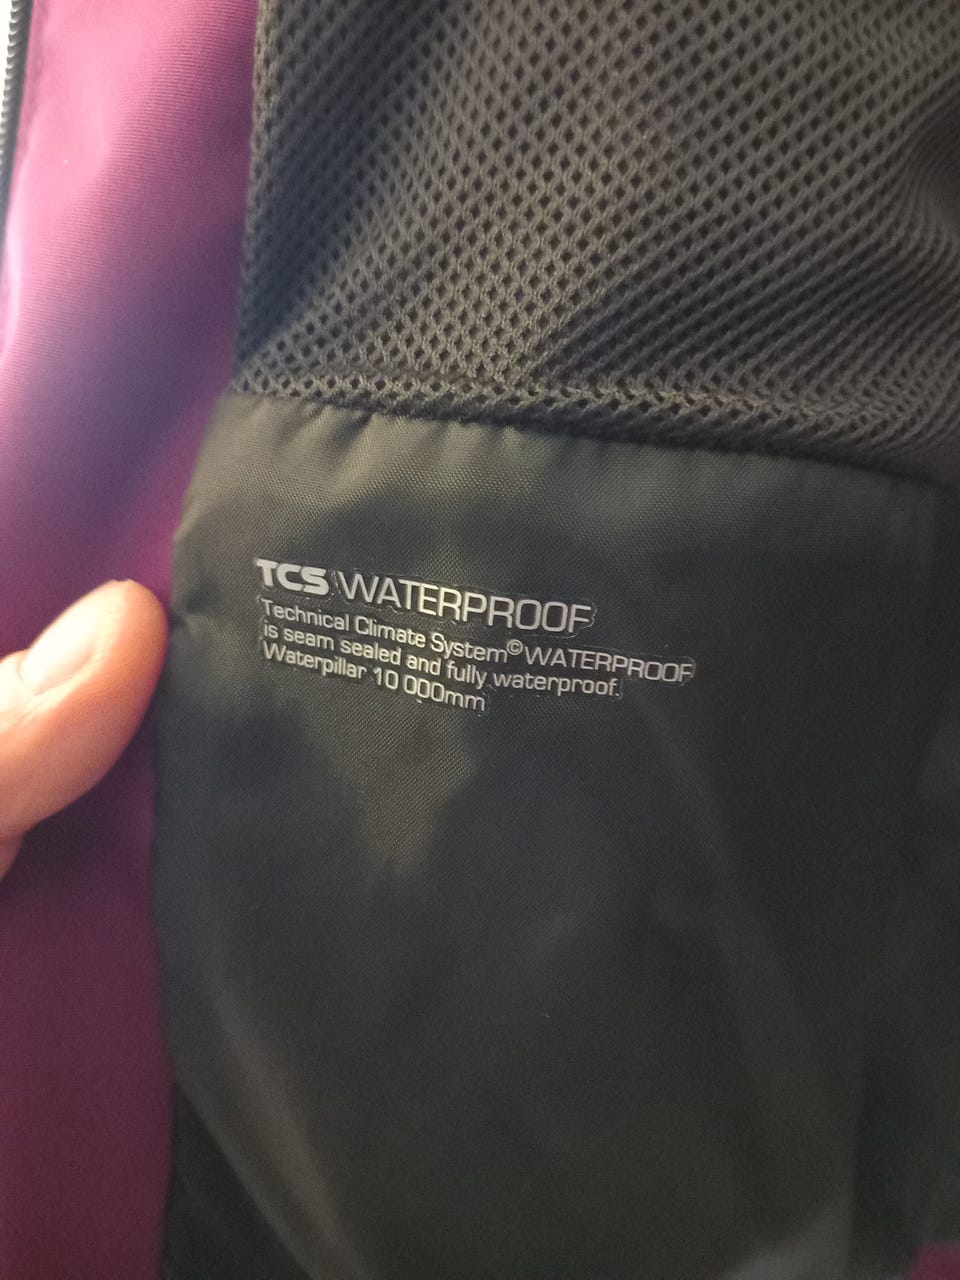 TCS WATERPROOF
Technical Climate System© WATERPROOF
is seam sealed and fully waterproof.
Waterpillar 10 000mm